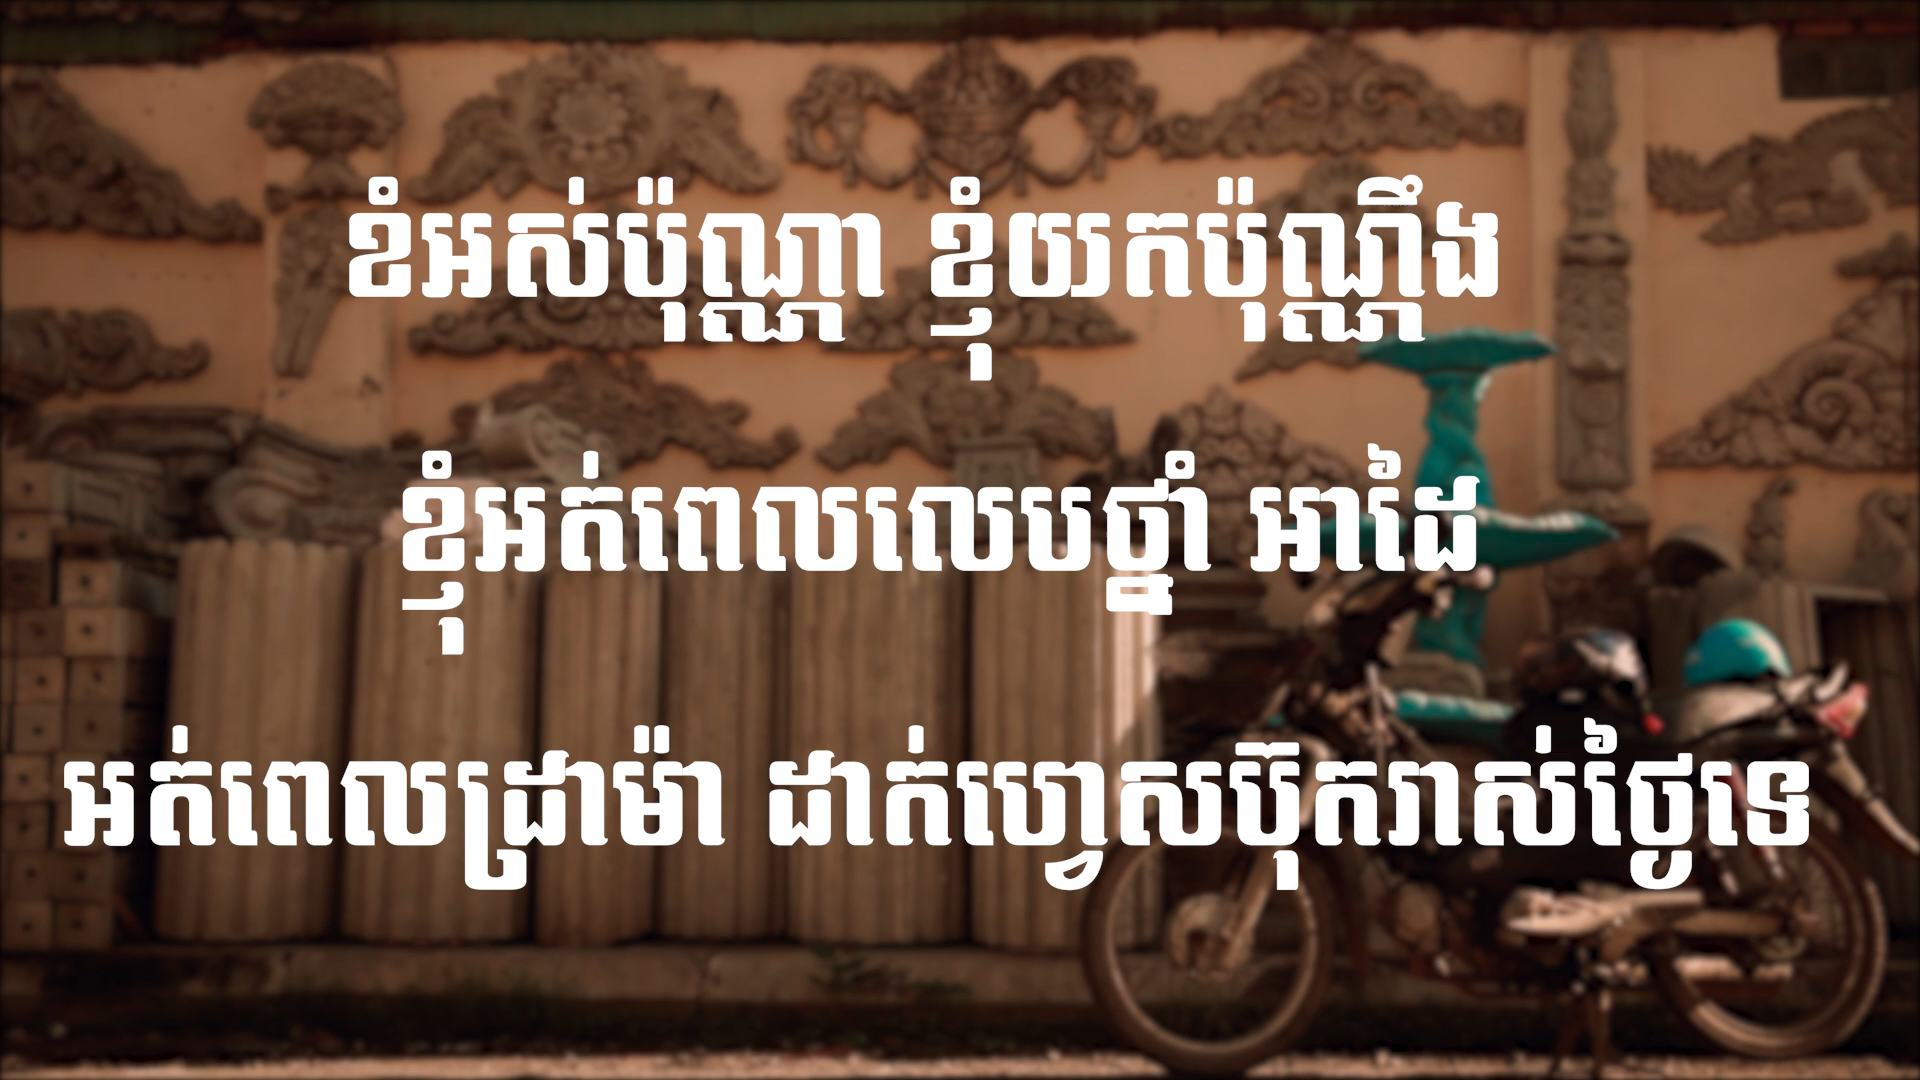 ខំអស់ប៉ុណ្ណា ខ្ញុំយកប៉ុណ្ណឹង
ខ្ញុំអត់ពេលលេបថ្នាំ អាដៃ
អត់ពេលដ្រាម៉ា ដាក់ហ្វេសប៊ុករាស់ថ្ងៃទេ